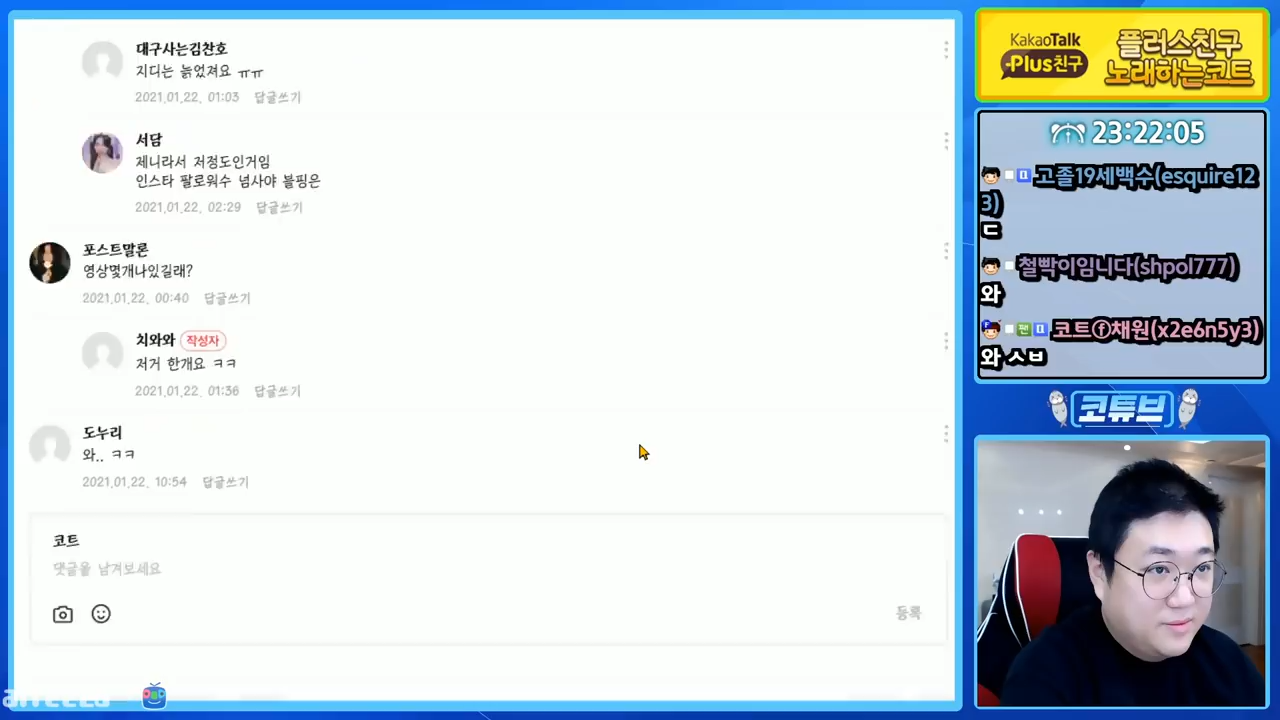 대구사는김찬호
지디는 늙었져요 ㅠㅠ
2021.01.22. 01:03 답글쓰기
서담
제니라서 저정도인거임
인스타 팔로워수 넘사야 블핑은
2021.01.22. 02:29 답글쓰기
포스트말론
영상몇개나있길래?
2021.01.22. 00:40 답글쓰기
치와와 작성자
저거 한개요 ㅋㅋ
2021.01.22. 01:36 답글쓰기
도누리
와.. ㅋㅋ
2021.01.22. 10:54 답글쓰기
코트
댓글을 남겨보세요
등록
KakaoTalk
Plus친구
플러스친구
노래하는코트
23:22:05
고졸19세백수(esquire12
3)
ㄷ
철빡이임니다(shpol777)
와
팬 코트ⓕ채원(x2e6n5y3)
와 ㅅㅂ
코튜브